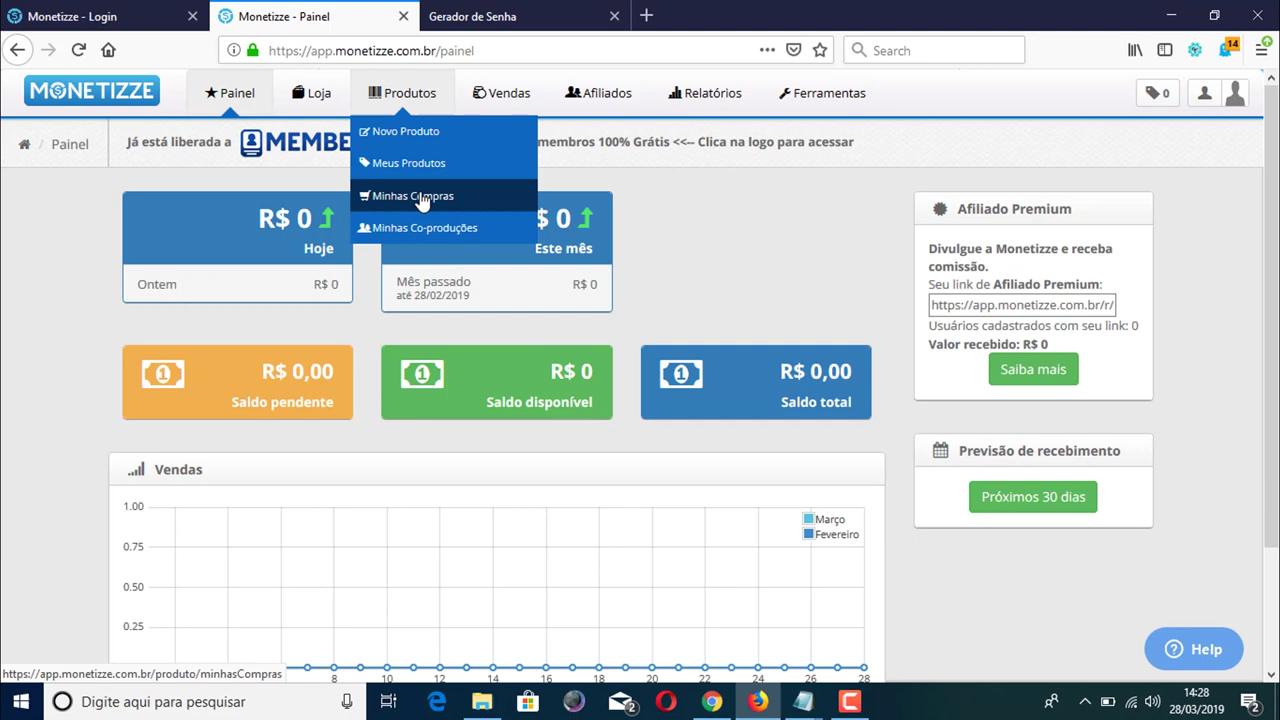 Monetizze - Login
Monetizze - Painel
Gerador de Senha
https://app.monetizze.com.br/painel
Search
14
MONETIZZE
Painel
Loja
Produtos
Vendas
Afiliados
Relatórios
Ferramentas
0
Painel
Já está liberada a
MEMBE
membros 100% Grátis <<-- Clica na logo para acessar
Novo Produto
Meus Produtos
Minhas Compras
Minhas Co-produções
R$ 0
Hoje
Ontem
R$ 0
$ 0
Este mês
Mês passado
até 28/02/2019
R$ 0
Afiliado Premium
Divulgue a Monetizze e receba
comissão.
Seu link de Afiliado Premium:
https://app.monetizze.com.br/r/
Usuários cadastrados com seu link: 0
Valor recebido: R$ 0
Saiba mais
1
R$ 0,00
Saldo pendente
1
R$ 0
Saldo disponível
1
R$ 0,00
Saldo total
Previsão de recebimento
Próximos 30 dias
Vendas
1.00
0.75
0.50
0.25
Março
Fevereiro
8
10
12
14
16
18
20
22
24
26
28
Help
https://app.monetizze.com.br/produto/minhasCompras
Digite aqui para pesquisar
2
14:28
28/03/2019
2